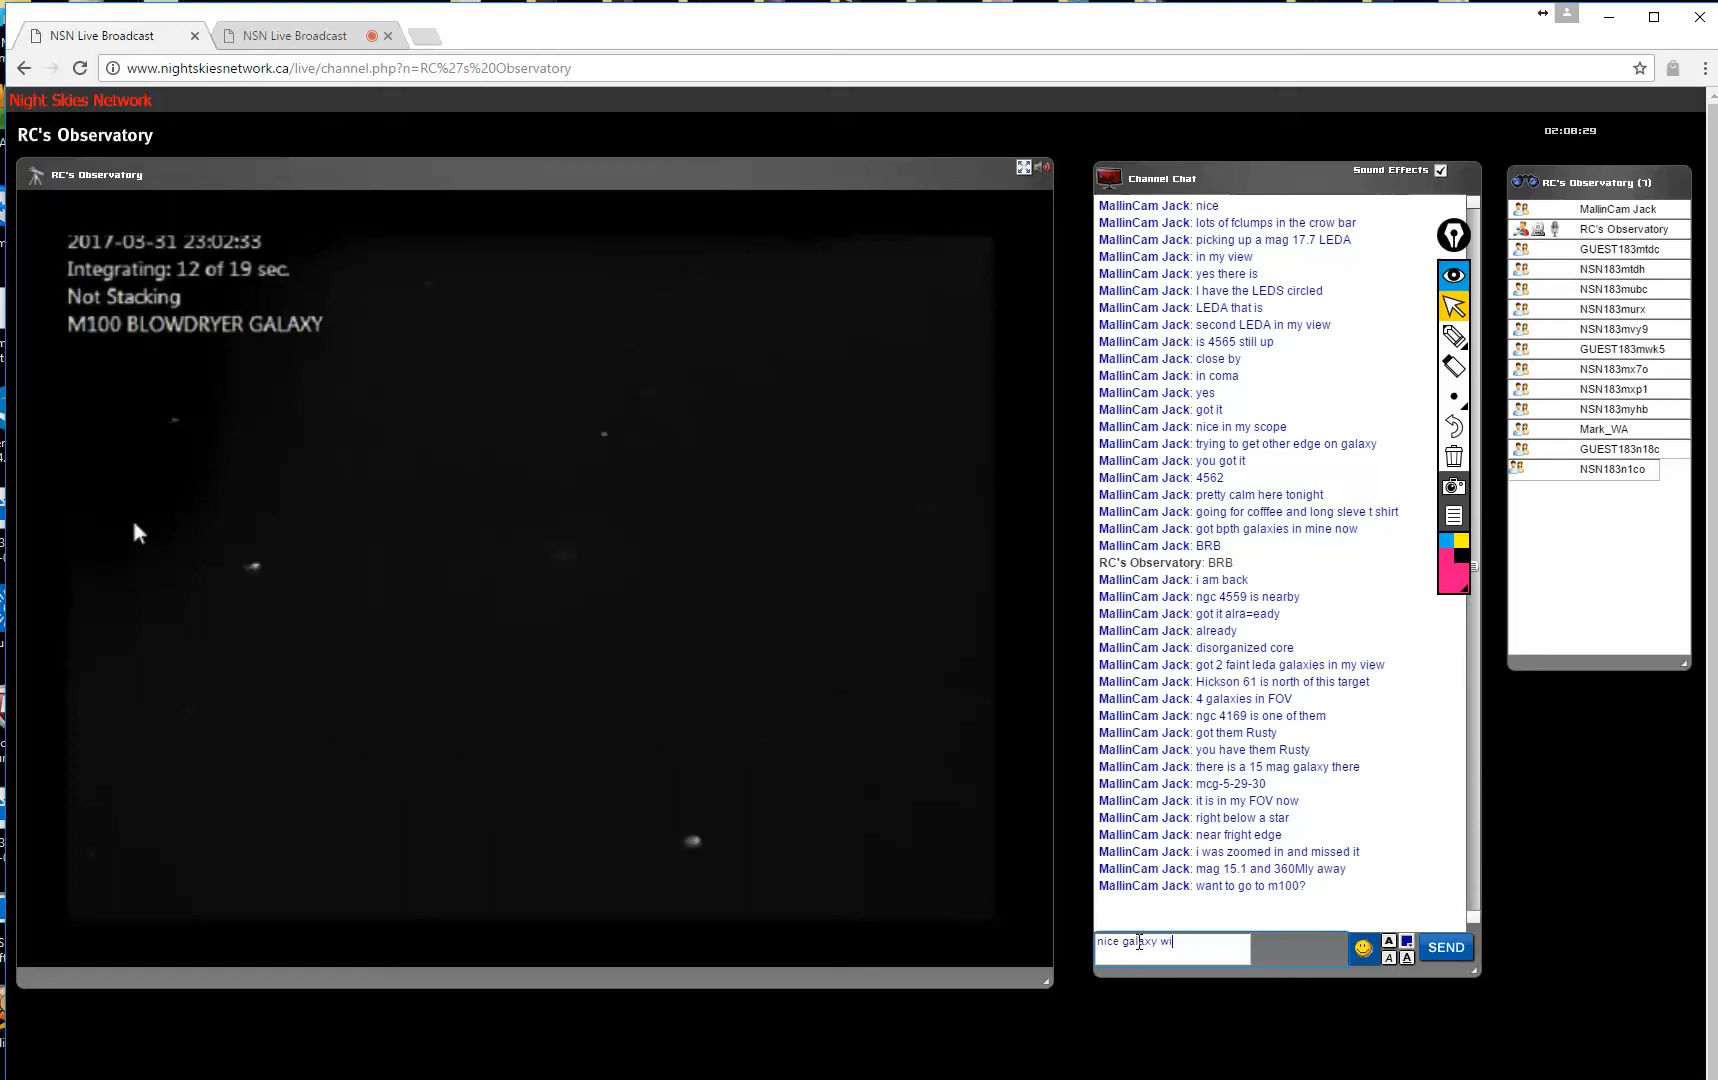 NSN Live Broadcast
NSN Live Broadcast
www.nightskiesnetwork.ca/live/channel.php?n=RC%27s%20Observatory
Night Skies Network
RC's Observatory
02:08:29
RC's Observatory
2017-03-31 23:02:33
Integrating: 12 of 19 sec.
Not Stacking
M100 BLOWDRYER GALAXY
Channel Chat
Sound Effects
MallinCam Jack: nice
MallinCam Jack: lots of fclumps in the crow bar
MallinCam Jack: picking up a mag 17.7 LEDA
MallinCam Jack: in my view
MallinCam Jack: yes there is
MallinCam Jack: I have the LEDS circled
MallinCam Jack: LEDA that is
MallinCam Jack: second LEDA in my view
MallinCam Jack: is 4565 still up
MallinCam Jack: close by
MallinCam Jack: in coma
MallinCam Jack: yes
MallinCam Jack: got it
MallinCam Jack: nice in my scope
MallinCam Jack: trying to get other edge on galaxy
MallinCam Jack: you got it
MallinCam Jack: 4562
MallinCam Jack: pretty calm here tonight
MallinCam Jack: going for cofffee and long sleve t shirt
MallinCam Jack: got bpth galaxies in mine now
MallinCam Jack: BRB
RC's Observatory: BRB
MallinCam Jack: i am back
MallinCam Jack: ngc 4559 is nearby
MallinCam Jack: got it alra=eady
MallinCam Jack: already
MallinCam Jack: disorganized core
MallinCam Jack: got 2 faint leda galaxies in my view
MallinCam Jack: Hickson 61 is north of this target
MallinCam Jack: 4 galaxies in FOV
MallinCam Jack: ngc 4169 is one of them
MallinCam Jack: got them Rusty
MallinCam Jack: you have them Rusty
MallinCam Jack: there is a 15 mag galaxy there
MallinCam Jack: mcg-5-29-30
MallinCam Jack: it is in my FOV now
MallinCam Jack: right below a star
MallinCam Jack: near fright edge
MallinCam Jack: i was zoomed in and missed it
MallinCam Jack: mag 15.1 and 360Mly away
MallinCam Jack: want to go to m100?
nice galaxy wi
A
A
A
SEND
RC's Observatory (7)
MallinCam Jack
RC's Observatory
GUEST183mtdc
NSN183mtdh
NSN183mubc
NSN183murx
NSN183mvy9
GUEST183mwk5
NSN183mx7o
NSN183mxp1
NSN183myhb
Mark_WA
GUEST183n18c
NSN183n1co